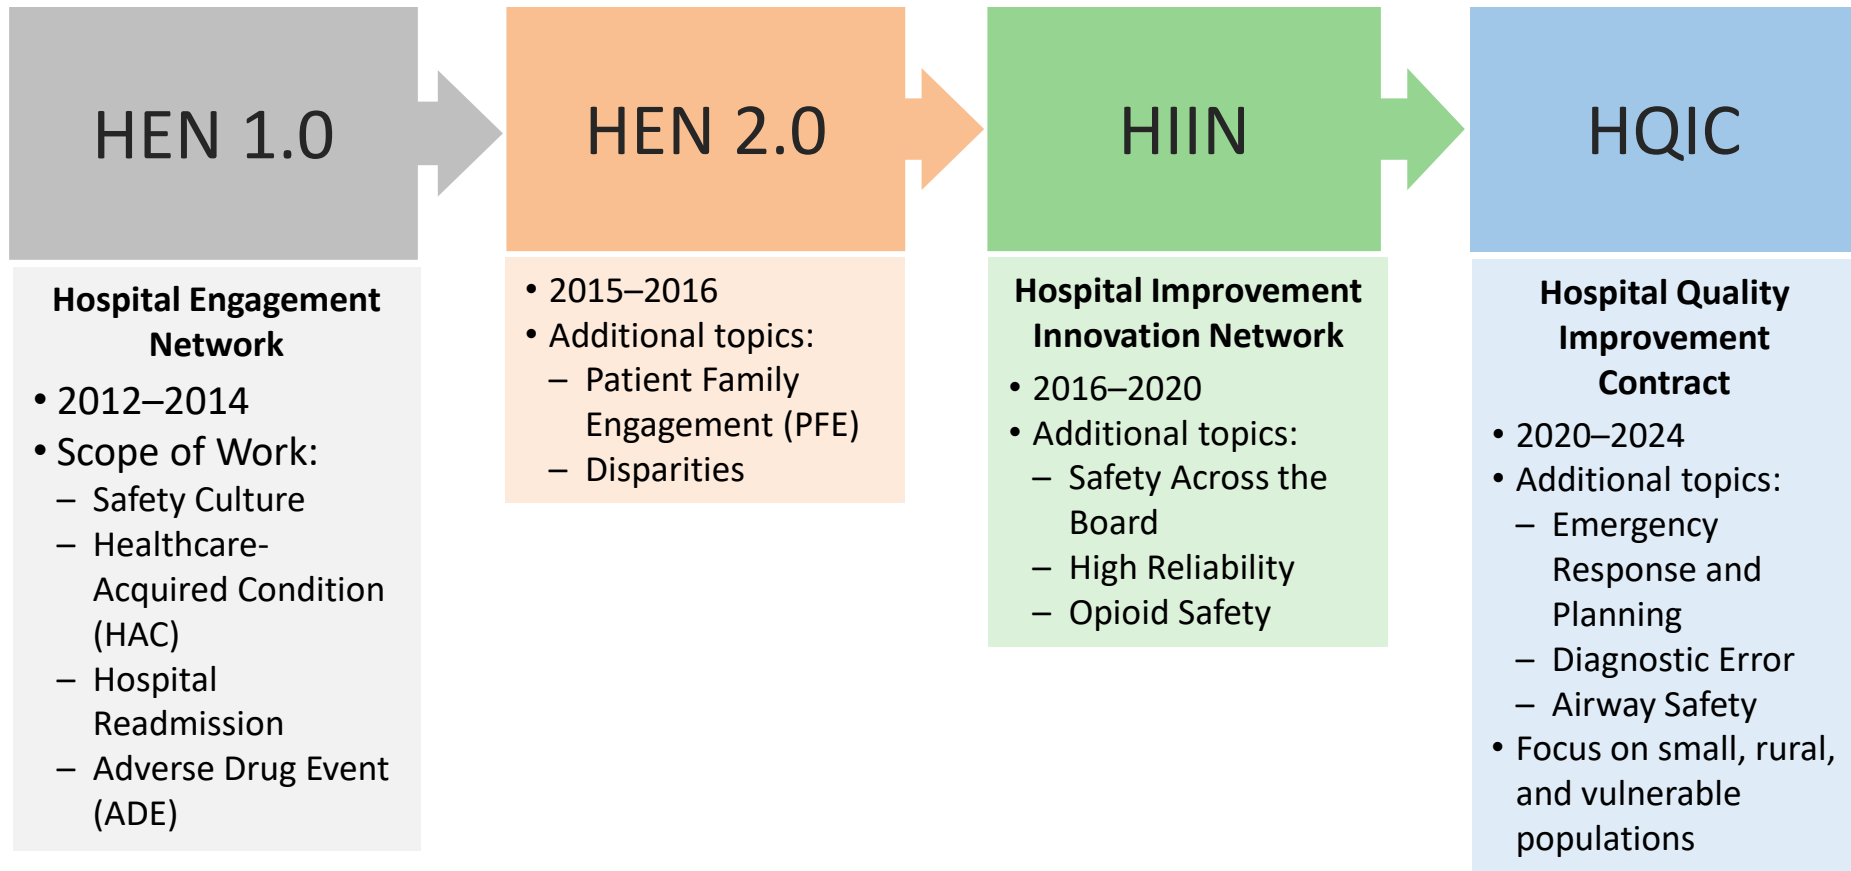 HEN 1.0
Hospital Engagement
Network
• 2012–2014
• Scope of Work:
– Safety Culture
– Healthcare-
Acquired Condition
(HAC)
– Hospital
Readmission
– Adverse Drug Event
(ADE)
HEN 2.0
• 2015–2016
• Additional topics:
– Patient Family
Engagement (PFE)
– Disparities
HIIN
Hospital Improvement
Innovation Network
• 2016–2020
• Additional topics:
– Safety Across the
Board
– High Reliability
– Opioid Safety
HQIC
Hospital Quality
Improvement
Contract
• 2020–2024
• Additional topics:
– Emergency
Response and
Planning
– Diagnostic Error
– Airway Safety
• Focus on small, rural,
and vulnerable
populations